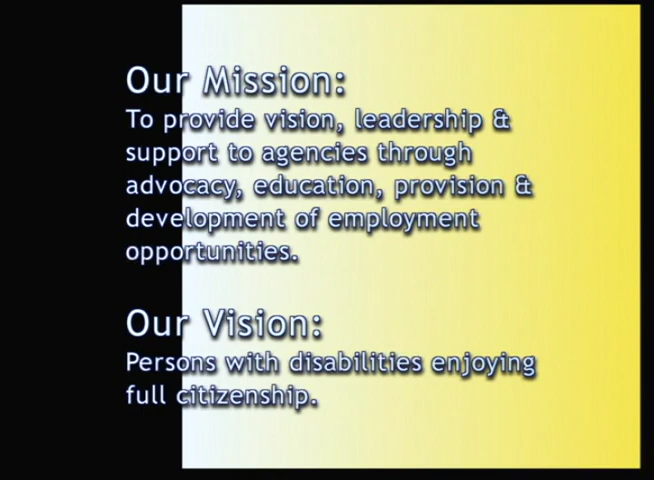 Our Mission:
To provide vision, leadership &
support to agencies through
advocacy, education, provision &
development of employment
opportunities.
Our Vision:
Persons with disabilities enjoying
full citizenship.